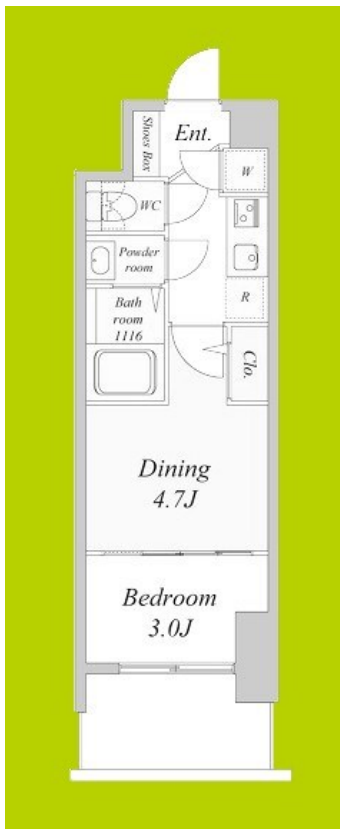 Ent.
Shoes Box
W
WC
Powder
room
Bath
room
1116
R
Clo.
Dining
4.7J
Bedroom
3.0J